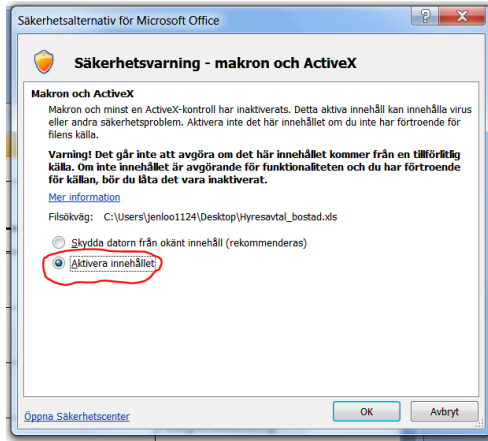 Säkerhetsalternativ för Microsoft Office
Säkerhetsvarning - makron och ActiveX
Makron och ActiveX
Makron och minst en ActiveX-kontroll har inaktiverats. Detta aktiva innehåll kan innehålla virus
eller andra säkerhetsproblem. Aktivera inte det här innehållet om du inte har förtroende för
filens källa.
Varning! Det går inte att avgöra om det här innehållet kommer från en tillförlitlig
källa. Om inte innehållet är avgörande för funktionaliteten och du har förtroende
för källan, bör du låta det vara inaktiverat.
Mer information
Filsökväg: C:\Users\jenloo1124\Desktop\Hyresavtal_bostad.xls
Skydda datorn från okänt innehåll (rekommenderas)
Aktivera innehållet
Öppna Säkerhetscenter
OK
Avbryt